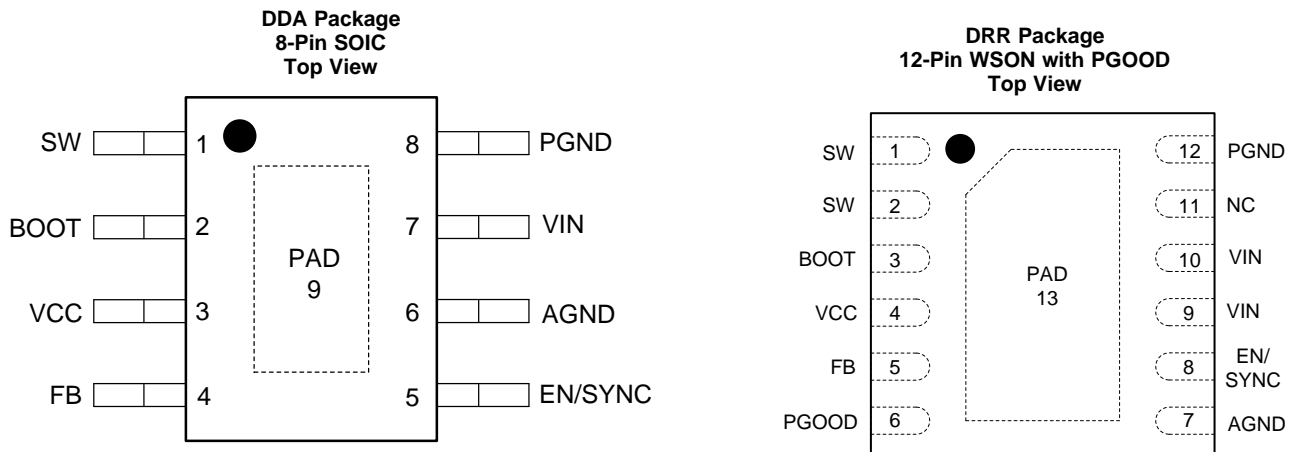 DDA Package
8-Pin SOIC
Top View
SW 1 8 PGND
BOOT 2 7 VIN
PAD
9
VCC 3 6 AGND
FB 4 5 EN/SYNC
DRR Package
12-Pin WSON with PGOOD
Top View
SW 1 12 PGND
SW 2 11 NC
BOOT 3 10 VIN
PAD
13
VCC 4 9 VIN
FB 5 8 EN/
SYNC
PGOOD 6 7 AGND